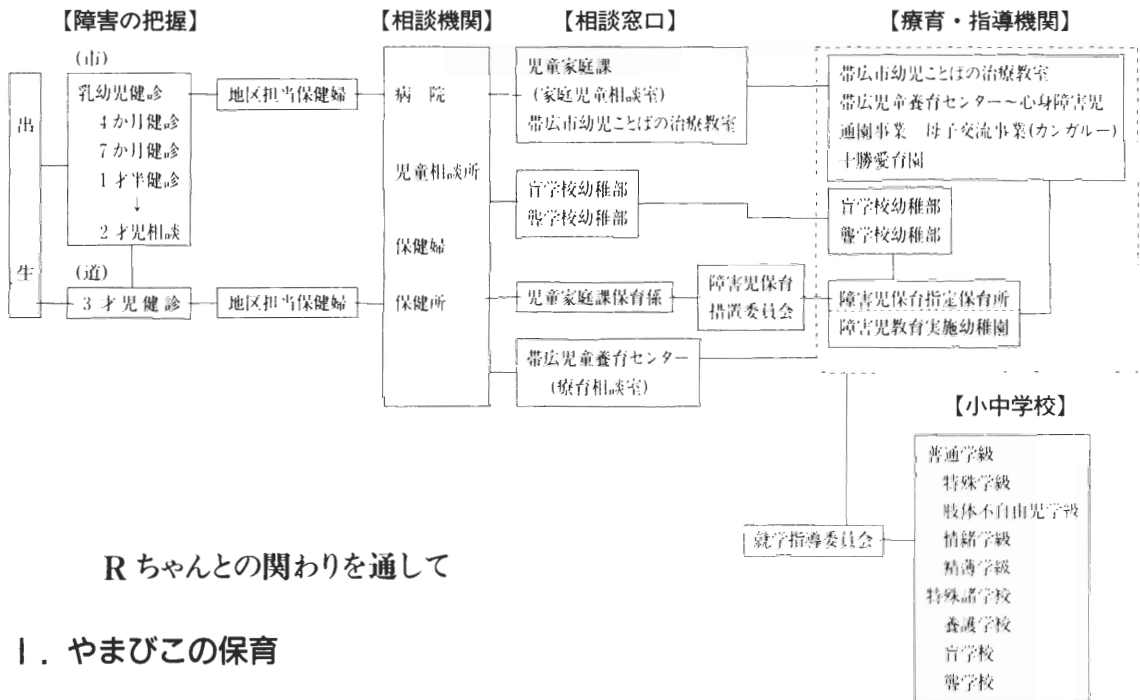 【障害の把握】
(市)
出
生
乳幼児健診
4か月健診
7か月健診
1才半健診
↓
2才児相談
(道)
3才児健診
地区担当保健婦
地区担当保健婦
【相談機関】
病院
児童相談所
保健婦
保健所
【相談窓口】
児童家庭課
(家庭児童相談室)
帯広市幼児ことばの治療教室
盲学校幼稚部
聾学校幼稚部
児童家庭課保育係
障害児保育
措置委員会
帯広児童養育センター
(療育相談室)
【療育・指導機関】
帯広市幼児ことばの治療教室
帯広児童養育センター～心身障害児
通園事業 母子交流事業(カンガルー)
十勝愛育園
盲学校幼稚部
聾学校幼稚部
障害児保育指定保育所
障害児教育実施幼稚園
【小中学校】
就学指導委員会
普通学級
特殊学級
肢体不自由児学級
情緒学級
精薄学級
特殊諸学校
養護学校
盲学校
聾学校
Rちゃんとの関わりを通して
I. やまびこの保育